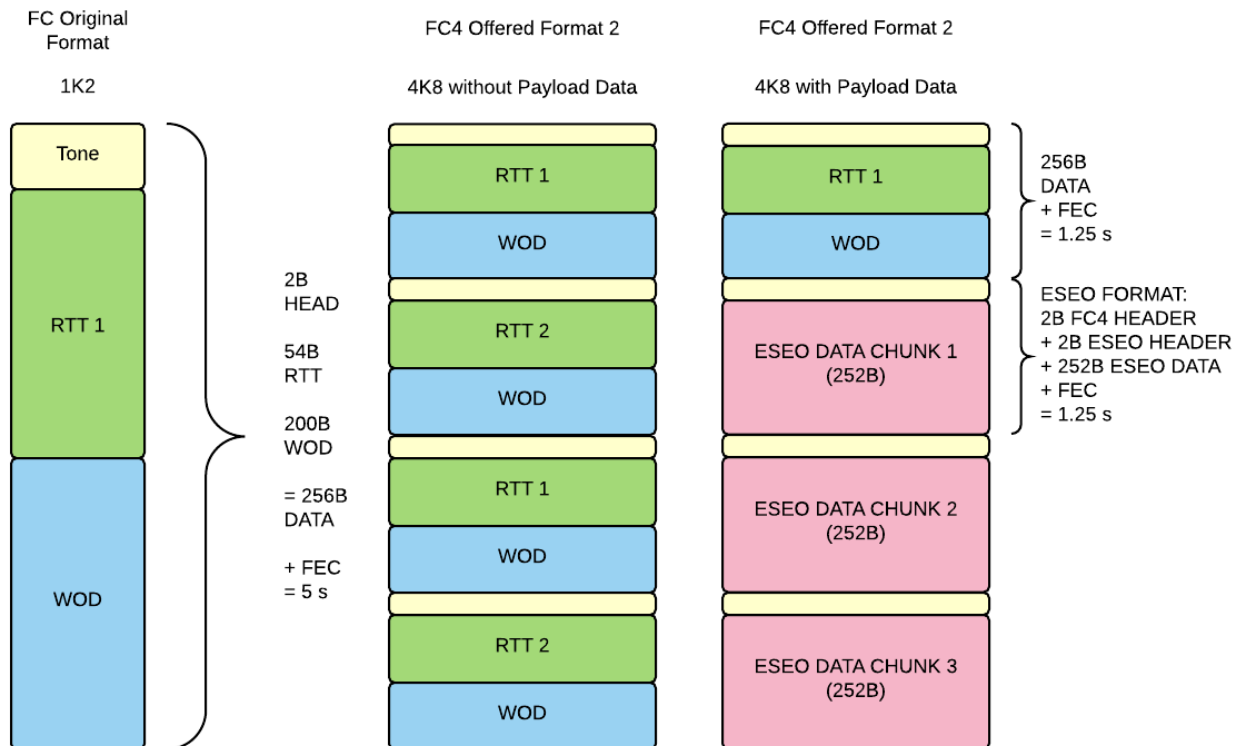 FC Original
Format
1K2
Tone
RTT 1
WOD
2B
HEAD
54B
RTT
200B
WOD
= 256B
DATA
+ FEC
= 5 s
FC4 Offered Format 2
4K8 without Payload Data
RTT 1
WOD
RTT 2
WOD
RTT 1
WOD
RTT 2
WOD
FC4 Offered Format 2
4K8 with Payload Data
RTT 1
WOD
ESEO DATA CHUNK 1
(252B)
ESEO DATA CHUNK 2
(252B)
ESEO DATA CHUNK 3
(252B)
256B
DATA
+ FEC
= 1.25 s
ESEO FORMAT:
2B FC4 HEADER
+ 2B ESEO HEADER
+ 252B ESEO DATA
+ FEC
= 1.25 s